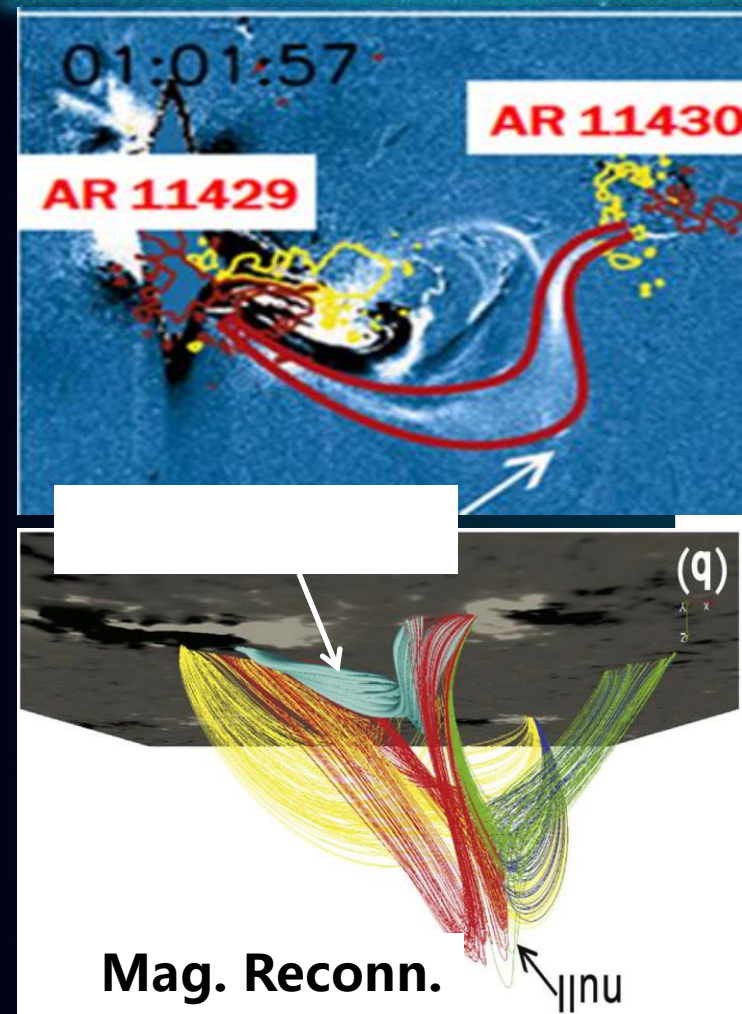 01:01:57
AR 11430
AR 11429
(b)
Y X
Z
Mag. Reconn.
null